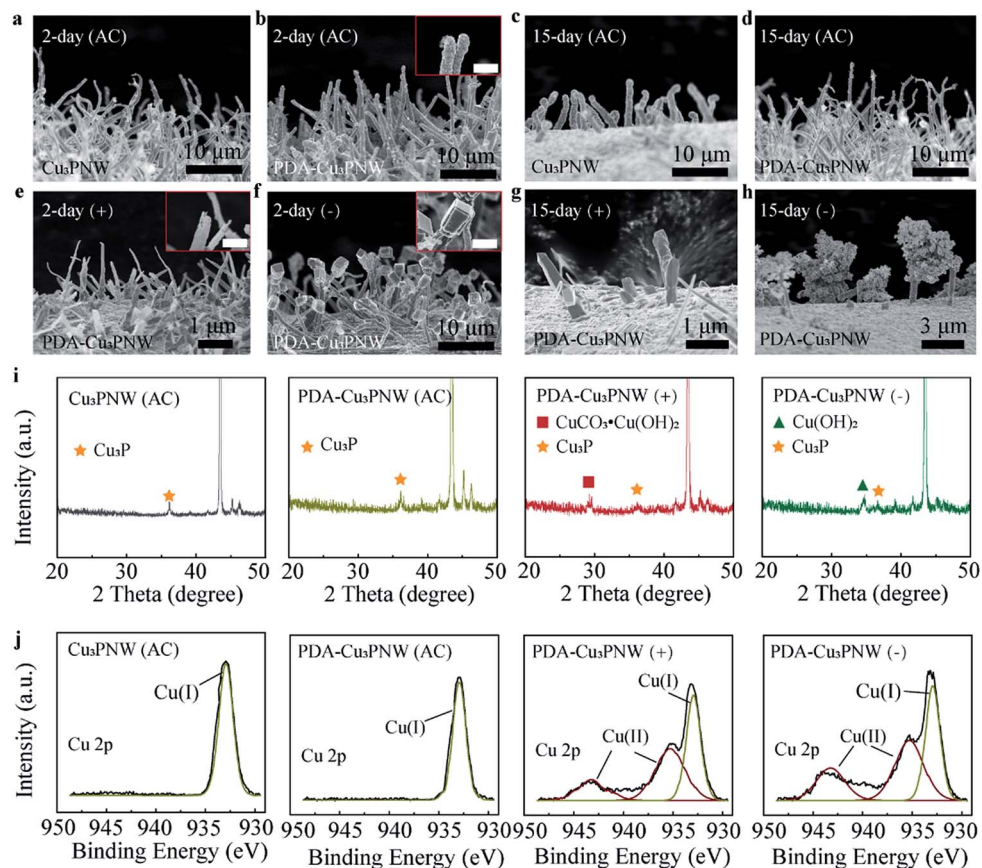 a
2-day (AC)
Cu₃PNW
10 μm
b
2-day (AC)
PDA-Cu₃PNW
10 μm
c
15-day (AC)
Cu₃PNW
10 μm
d
15-day (AC)
PDA-Cu₃PNW
10 μm
e
2-day (+)
PDA-Cu₃PNW
1 μm
f
2-day (-)
PDA-Cu₃PNW
10 μm
g
15-day (+)
PDA-Cu₃PNW
1 μm
h
15-day (-)
PDA-Cu₃PNW
3 μm
i
Intensity (a.u.)
Cu₃PNW (AC)
Cu₃P
20 30 40 50
2 Theta (degree)
PDA-Cu₃PNW (AC)
Cu₃P
20 30 40 50
2 Theta (degree)
PDA-Cu₃PNW (+)
CuCO₃•Cu(OH)₂
Cu₃P
20 30 40 50
2 Theta (degree)
PDA-Cu₃PNW (-)
Cu(OH)₂
Cu₃P
20 30 40 50
2 Theta (degree)
j
Intensity (a.u.)
Cu₃PNW (AC)
Cu(I)
Cu 2p
950 945 940 935 930
Binding Energy (eV)
PDA-Cu₃PNW (AC)
Cu(I)
Cu 2p
950 945 940 935 930
Binding Energy (eV)
PDA-Cu₃PNW (+)
Cu(I)
Cu 2p
Cu(II)
950 945 940 935 930
Binding Energy (eV)
PDA-Cu₃PNW (-)
Cu(I)
Cu 2p
Cu(II)
950 945 940 935 930
Binding Energy (eV)